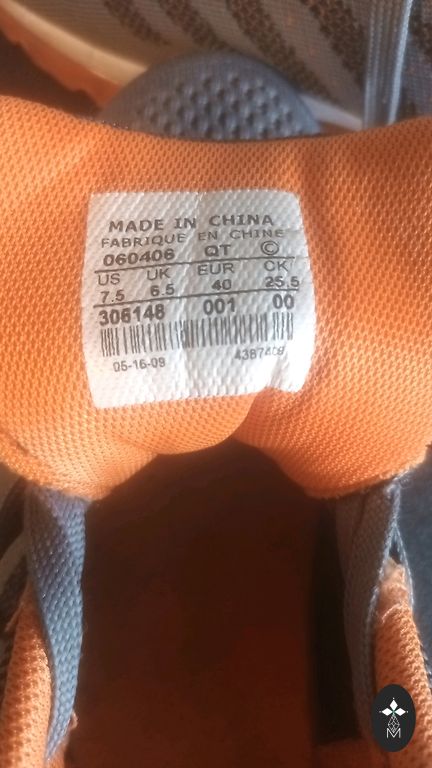 MADE IN CHINA
FABRIQUE EN CHINE
060406 QT ©
US UK EUR CK
7.5 6.5 40 25.5
306146 001 00
05-16-09 4387409
M